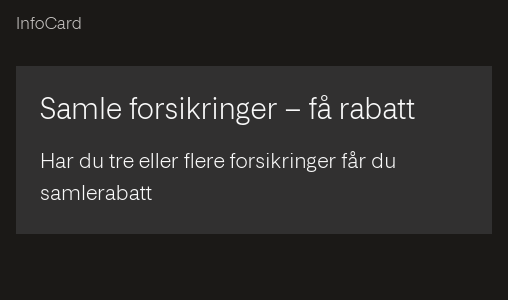 InfoCard
Samle forsikringer – få rabatt
Har du tre eller flere forsikringer får du
samlerabatt